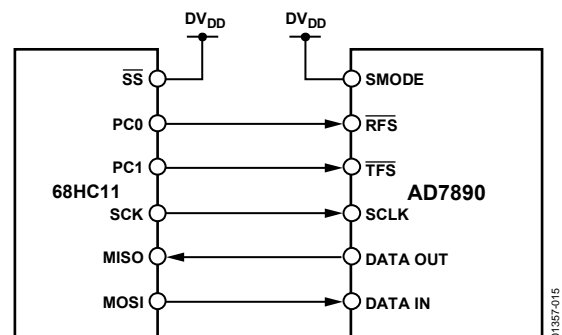 DVDD DVDD
SS SMODE
PC0 RFS
PC1 TFS
68HC11 AD7890
SCK SCLK
MISO DATA OUT
MOSI DATA IN
01357-015